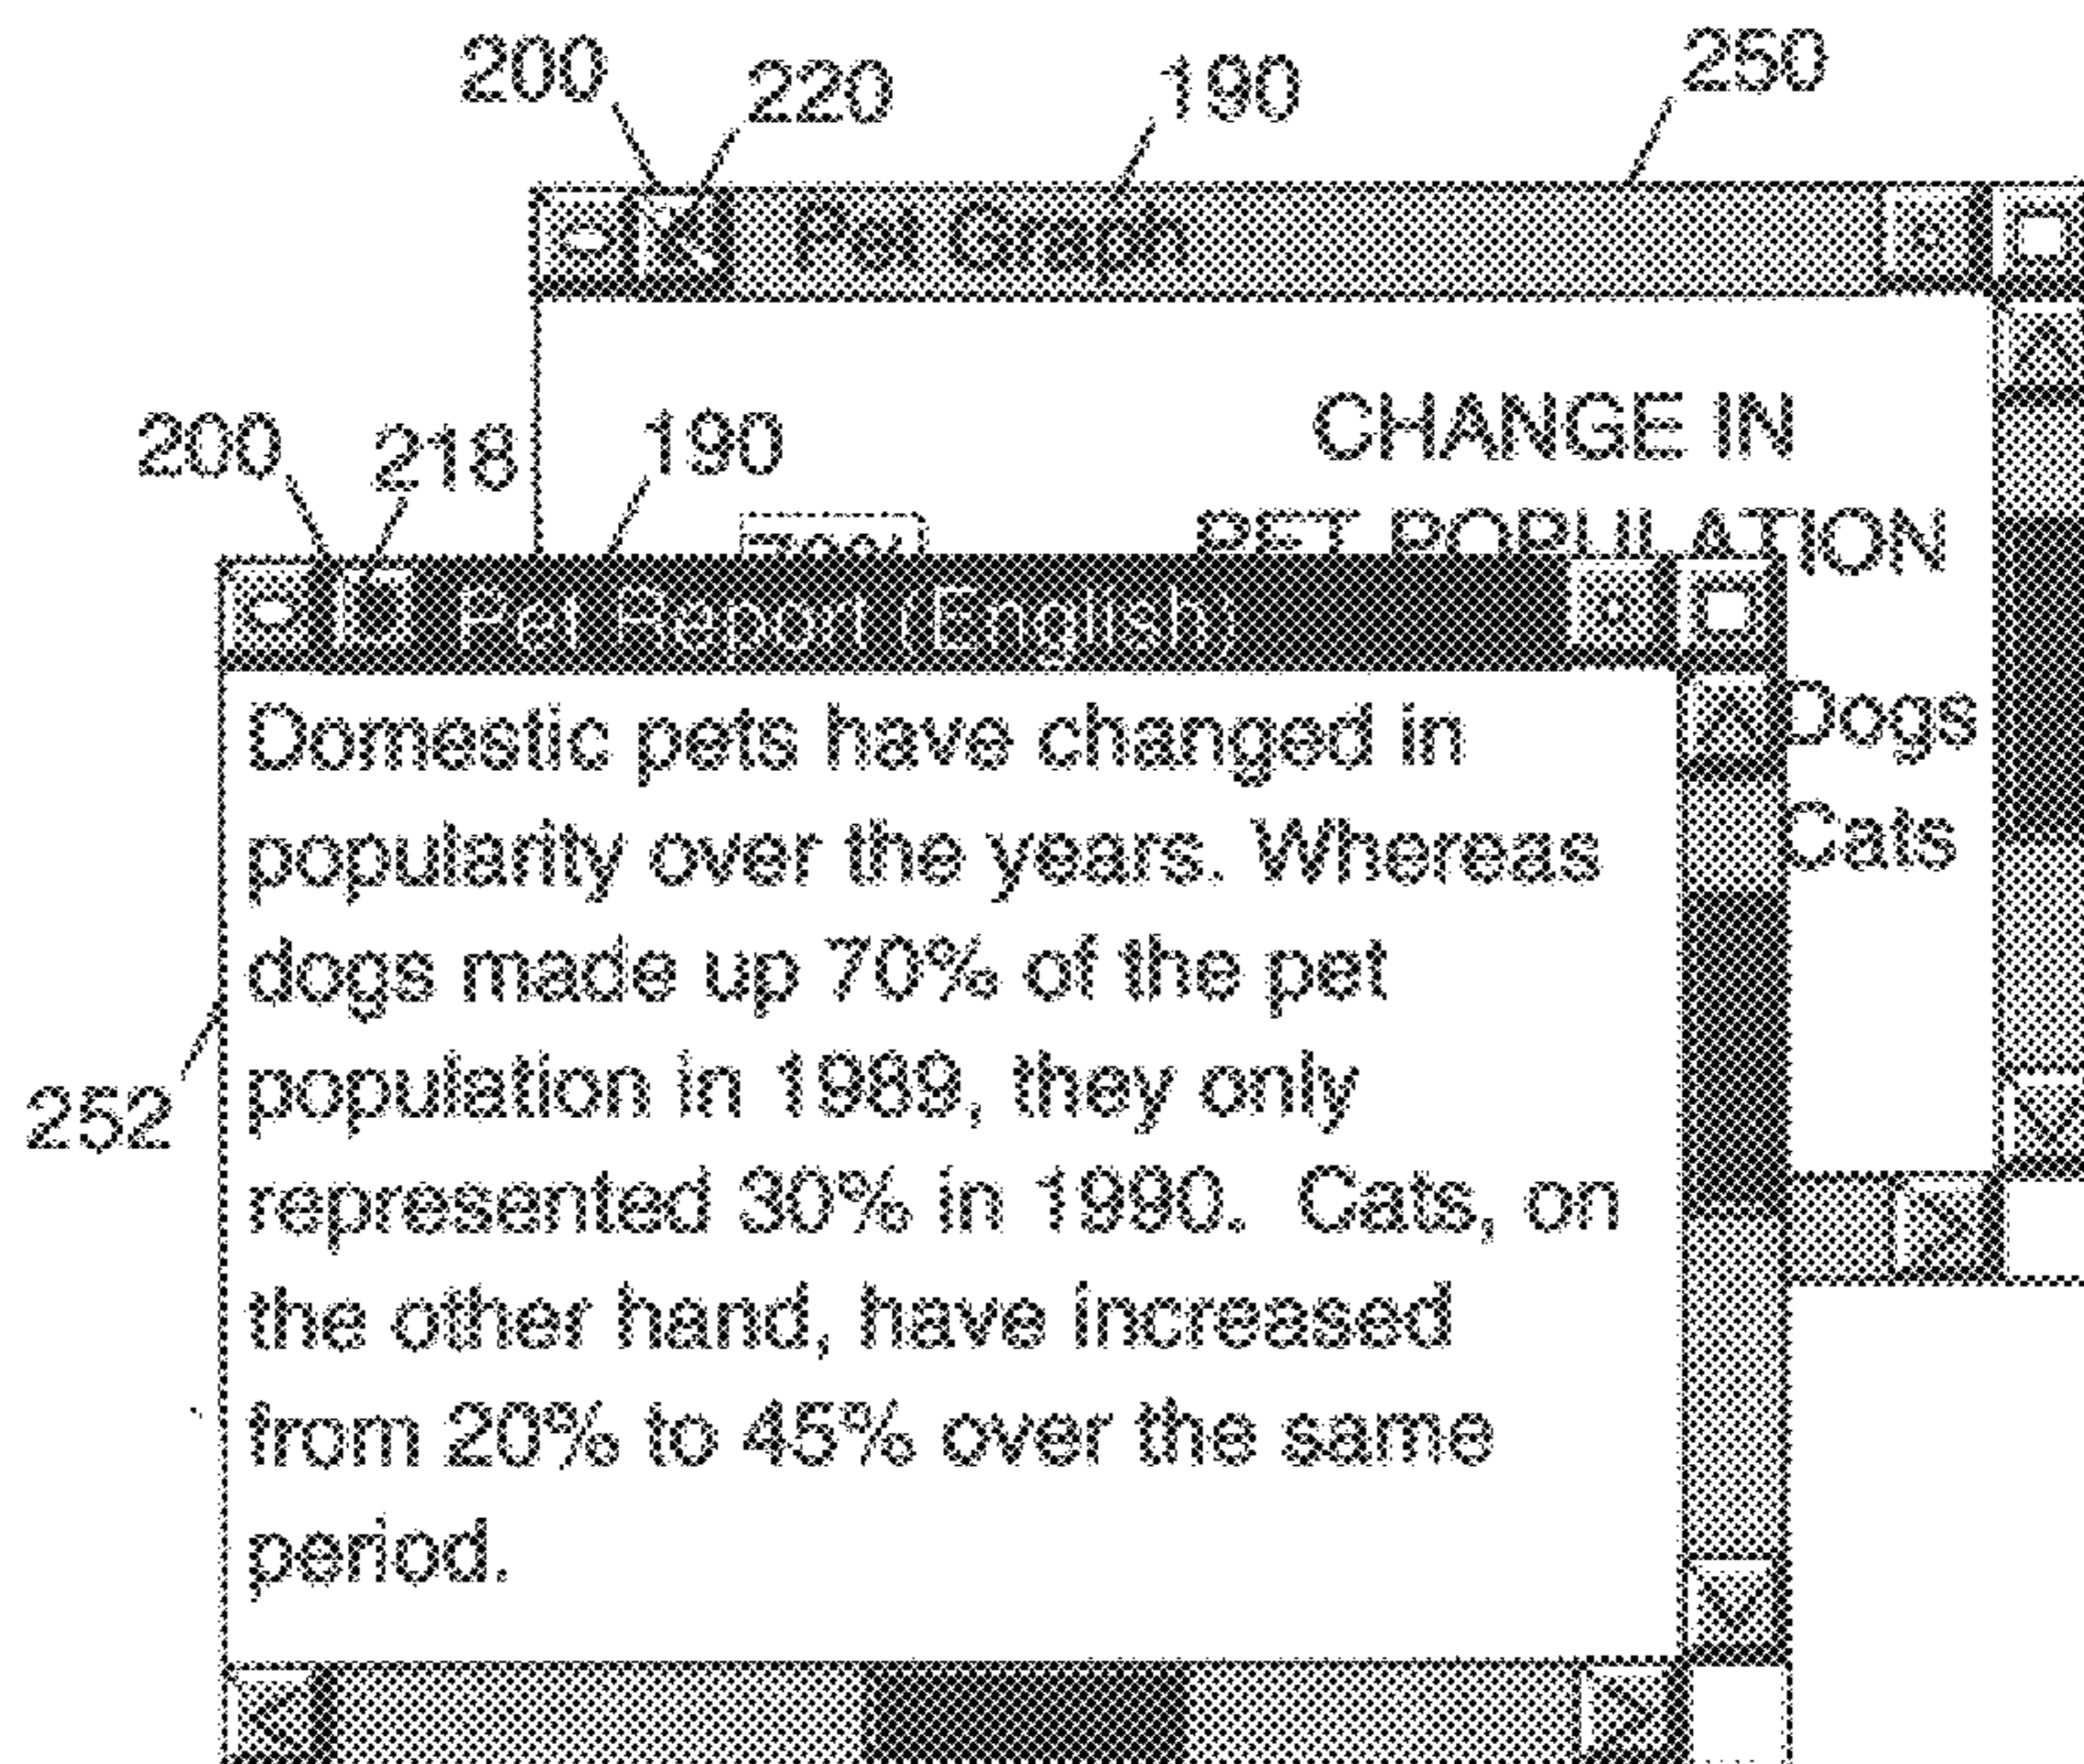 200
220
190
250
Pet Graph
CHANGE IN
PET POPULATION
200
218
190
Pet Report (English)
Dogs
Cats
Domestic pets have changed in
popularity over the years. Whereas
dogs made up 70% of the pet
population in 1989, they only
represented 30% in 1990. Cats, on
the other hand, have increased
from 20% to 45% over the same
period.
252